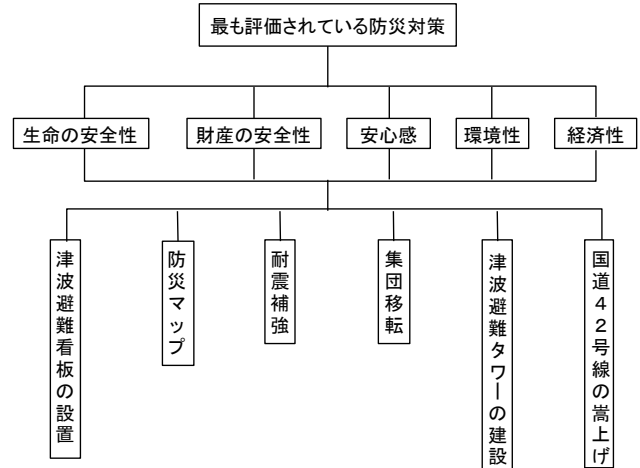 最も評価されている防災対策
生命の安全性
財産の安全性
安心感
環境性
経済性
津波避難看板の設置
防災マップ
耐震補強
集団移転
津波避難タワーの建設
国道42号線の嵩上げ